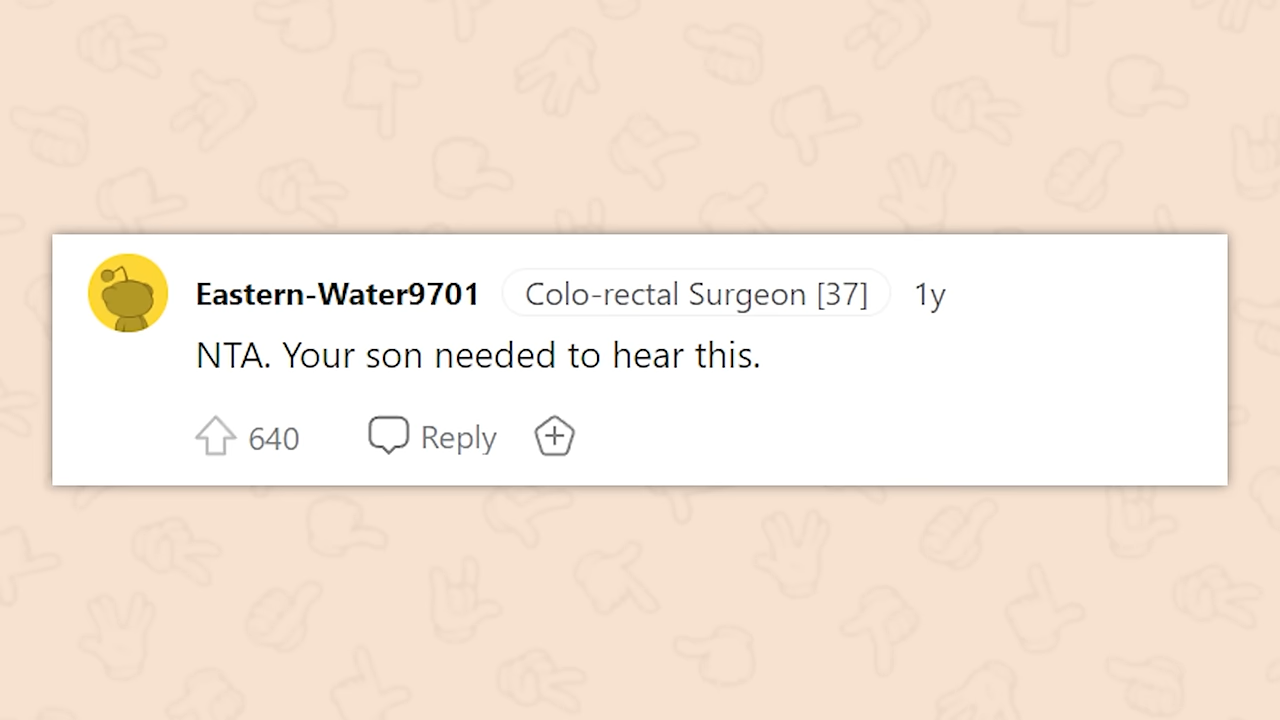 Eastern-Water9701 Colo-rectal Surgeon [37] 1y
NTA. Your son needed to hear this.
640 Reply